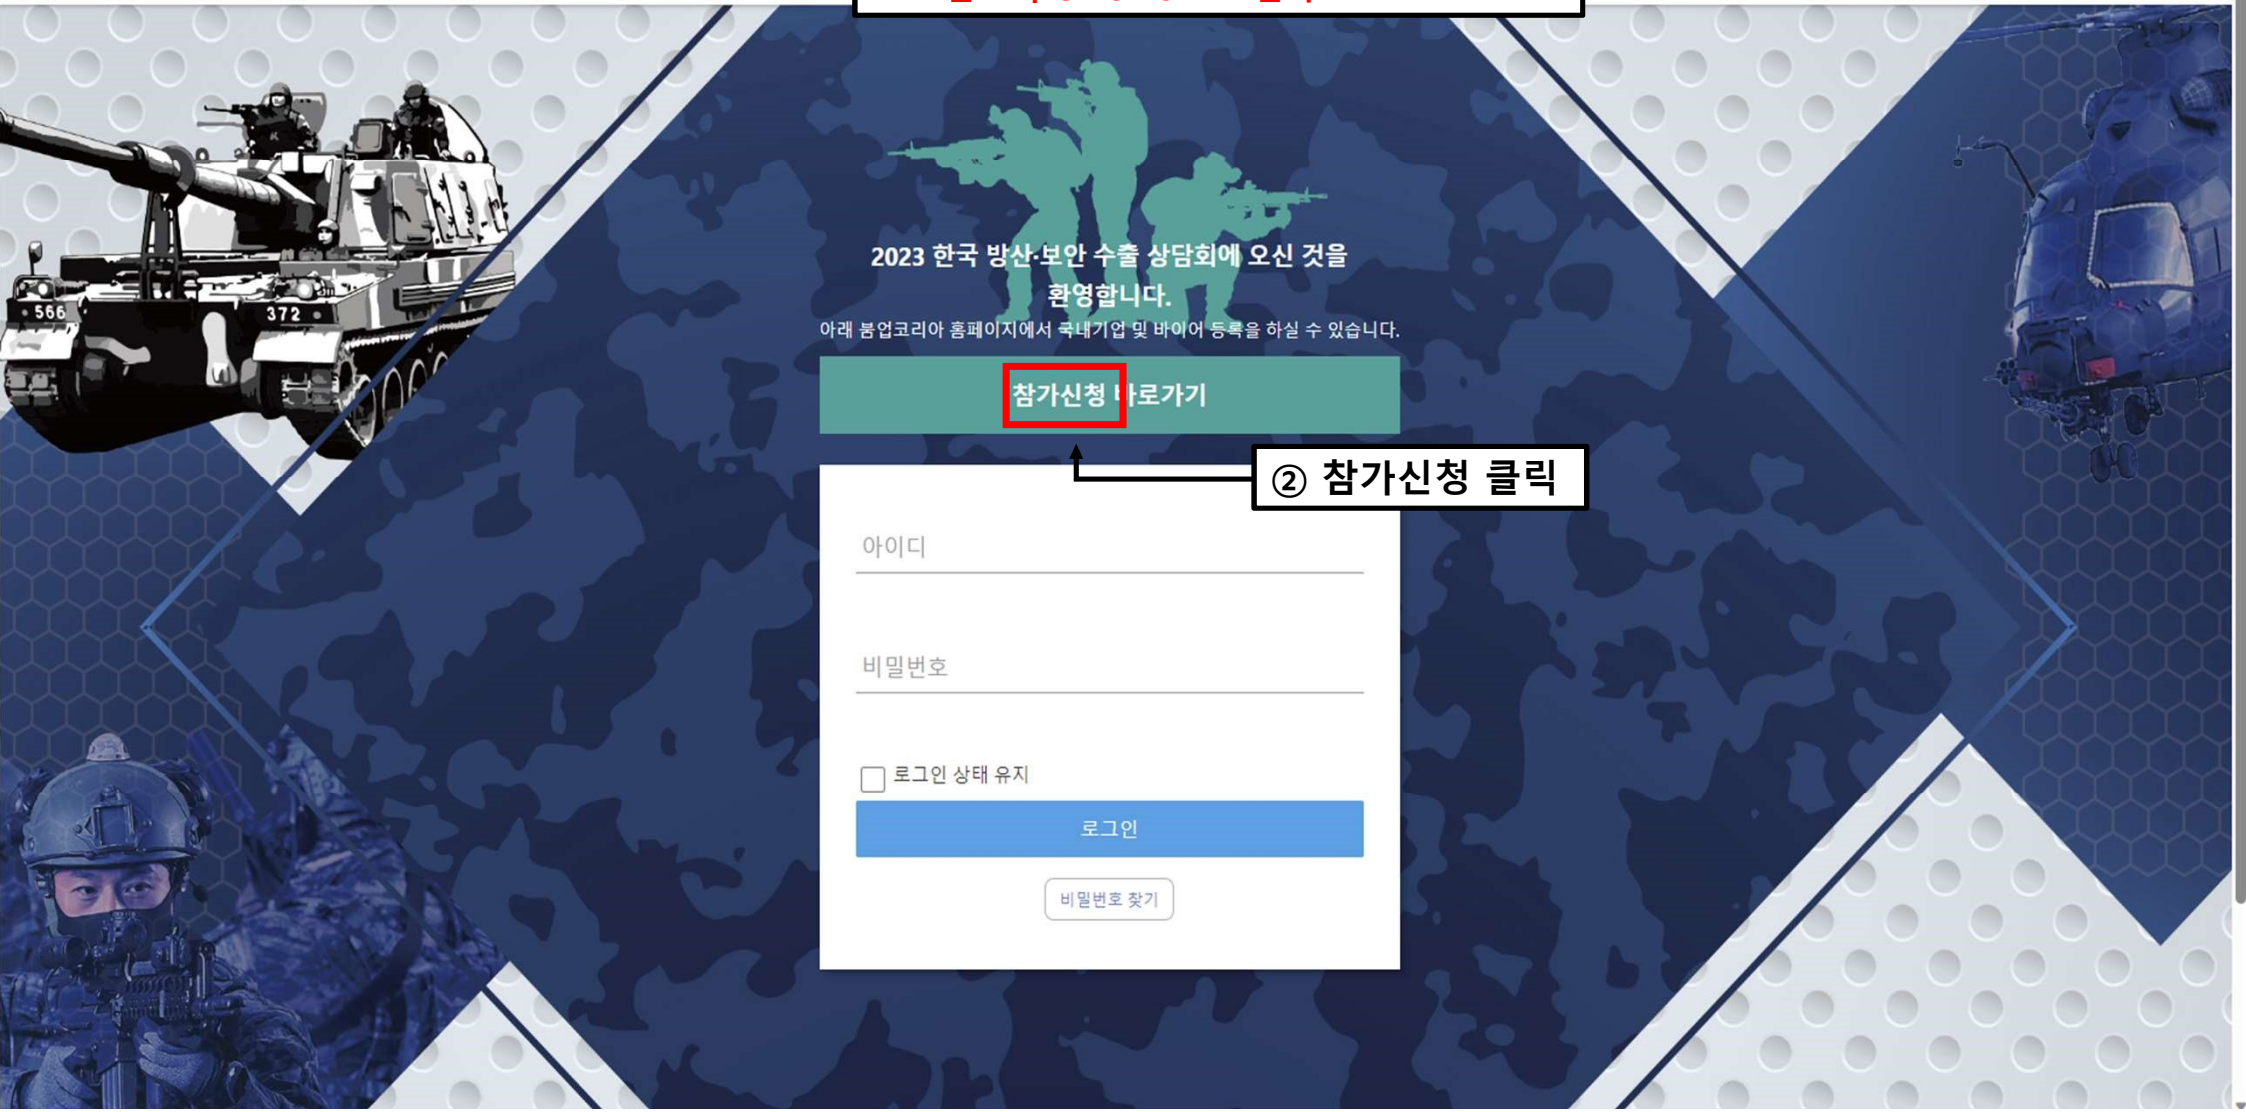 2023 한국 방산·보안 수출 상담회에 오신 것을
환영합니다.
아래 붐업코리아 홈페이지에서 국내기업 및 바이어 등록을 하실 수 있습니다.
참가신청 바로가기
② 참가신청 클릭
아이디
비밀번호
로그인 상태 유지
로그인
비밀번호 찾기
566
372
K